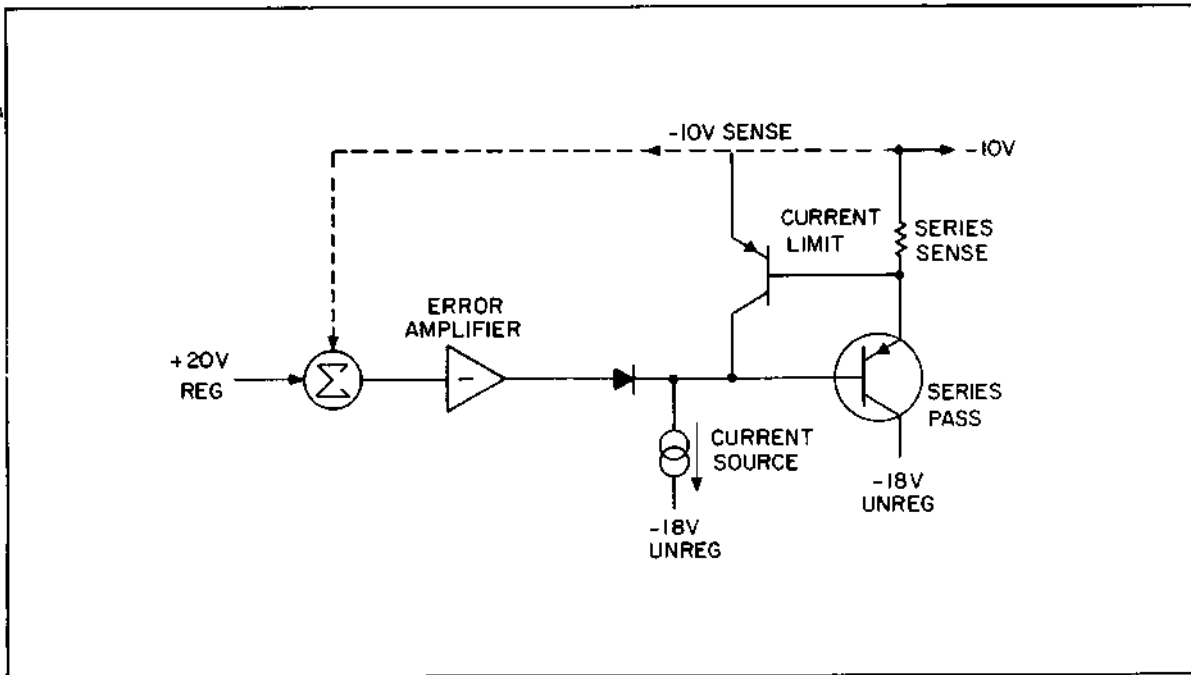 -10V SENSE
-10V
CURRENT
LIMIT
SERIES
SENSE
ERROR
AMPLIFIER
+20V
REG
Σ
-
SERIES
PASS
CURRENT
SOURCE
-18V
UNREG
-18V
UNREG